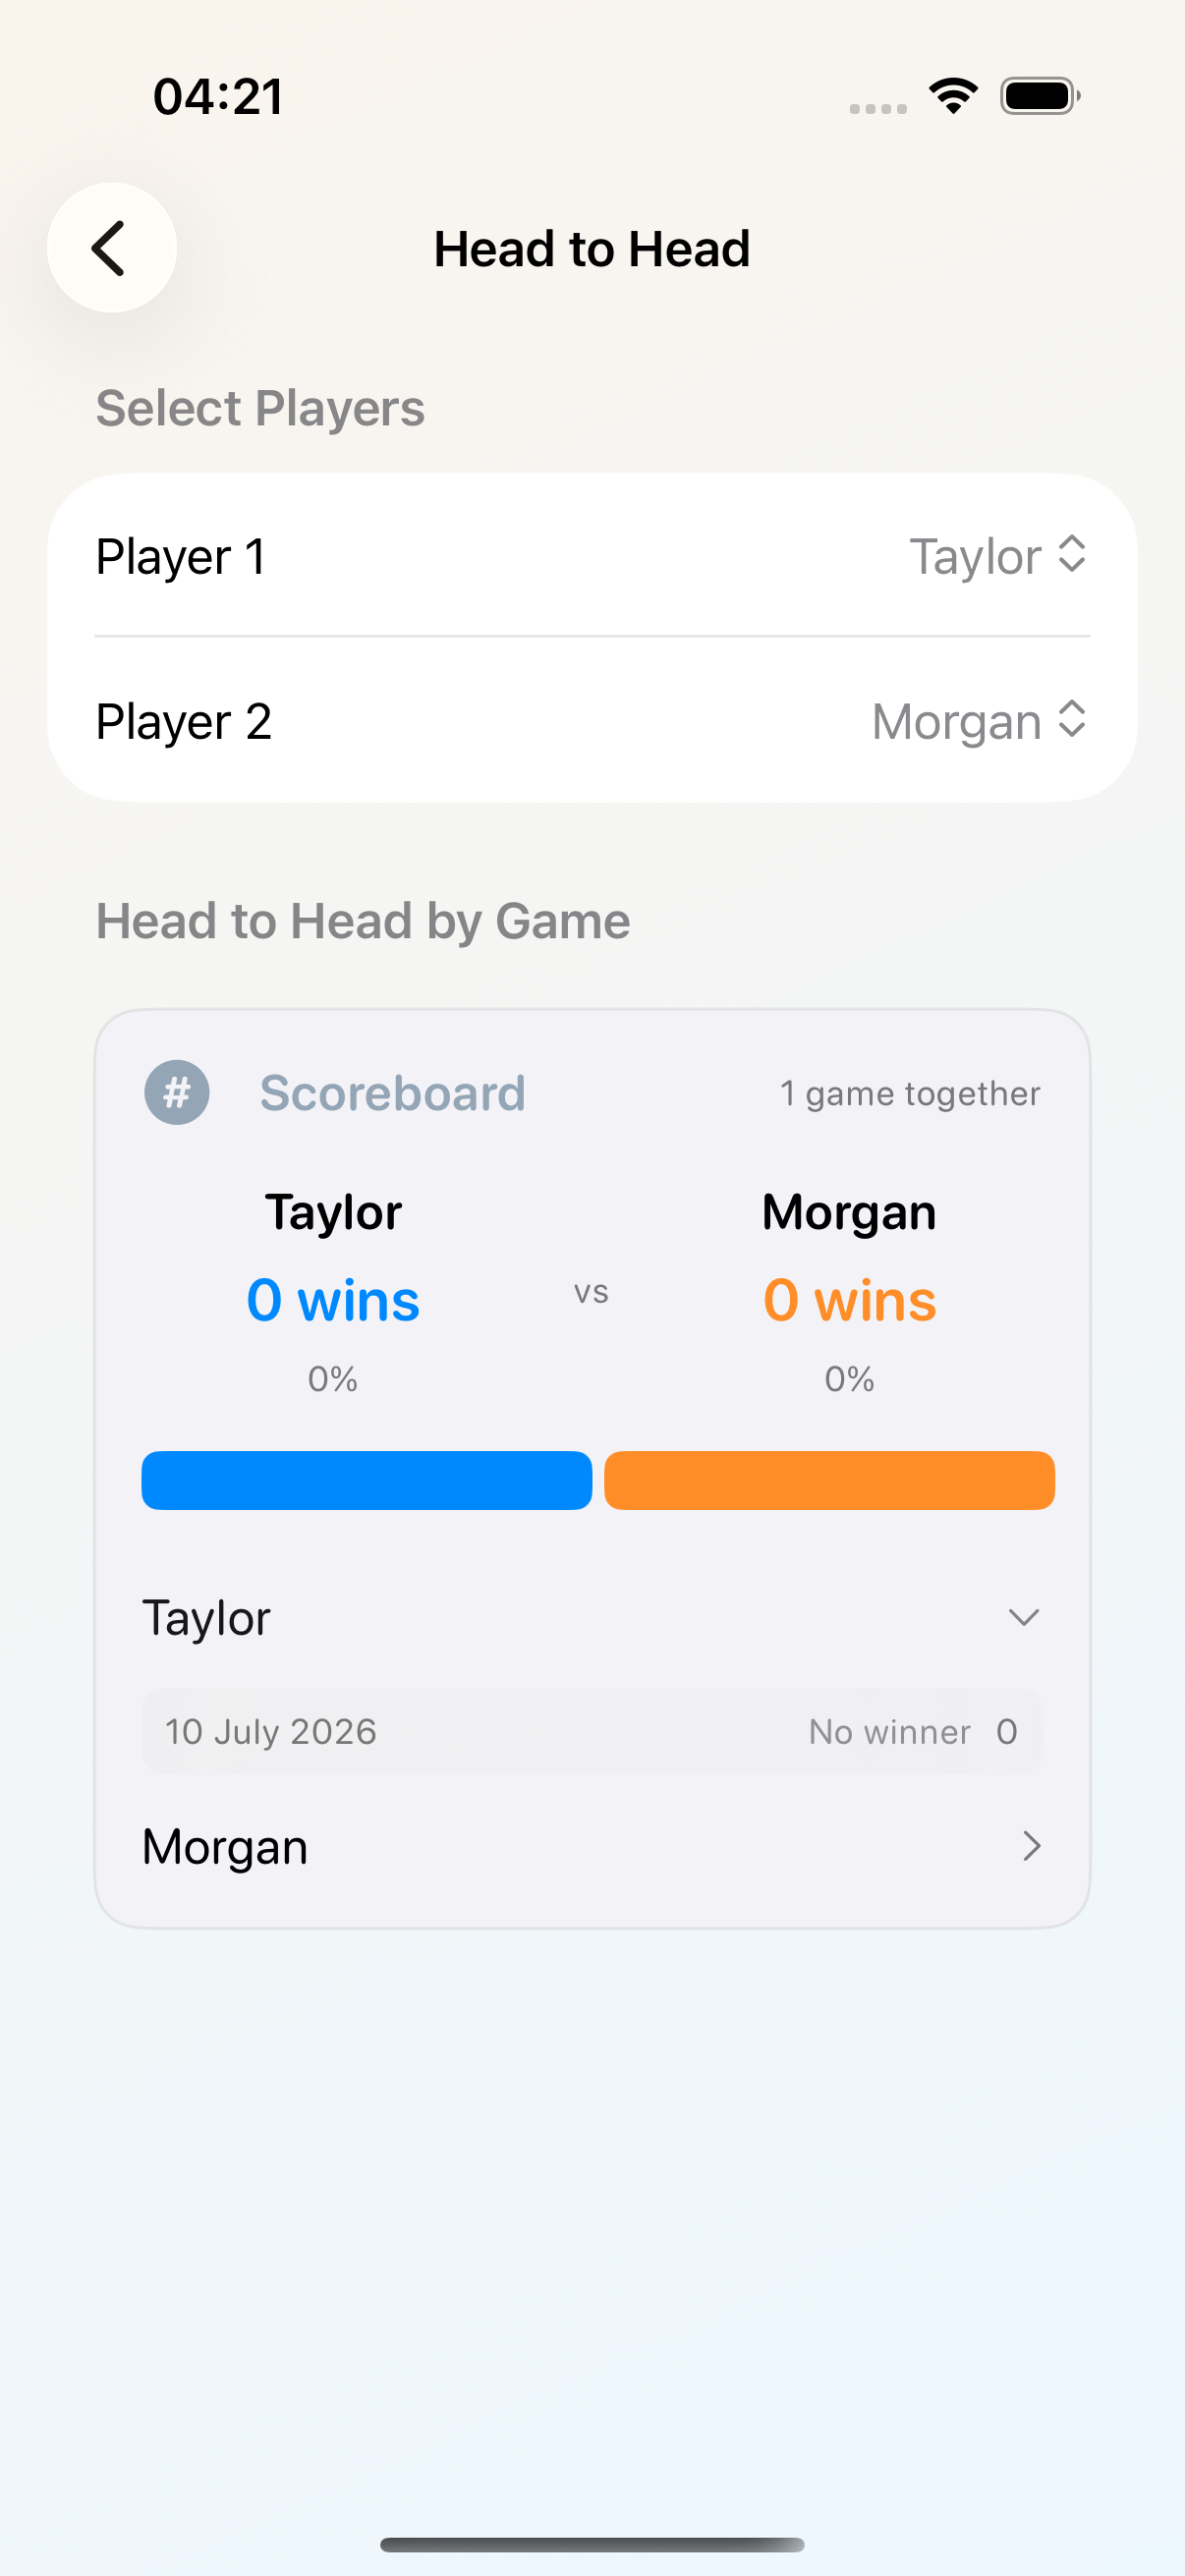 04:21
Head to Head
Select Players
Player 1 Taylor
Player 2 Morgan
Head to Head by Game
# Scoreboard 1 game together
Taylor Morgan
0 wins vs 0 wins
0% 0%
Taylor
10 July 2026 No winner 0
Morgan